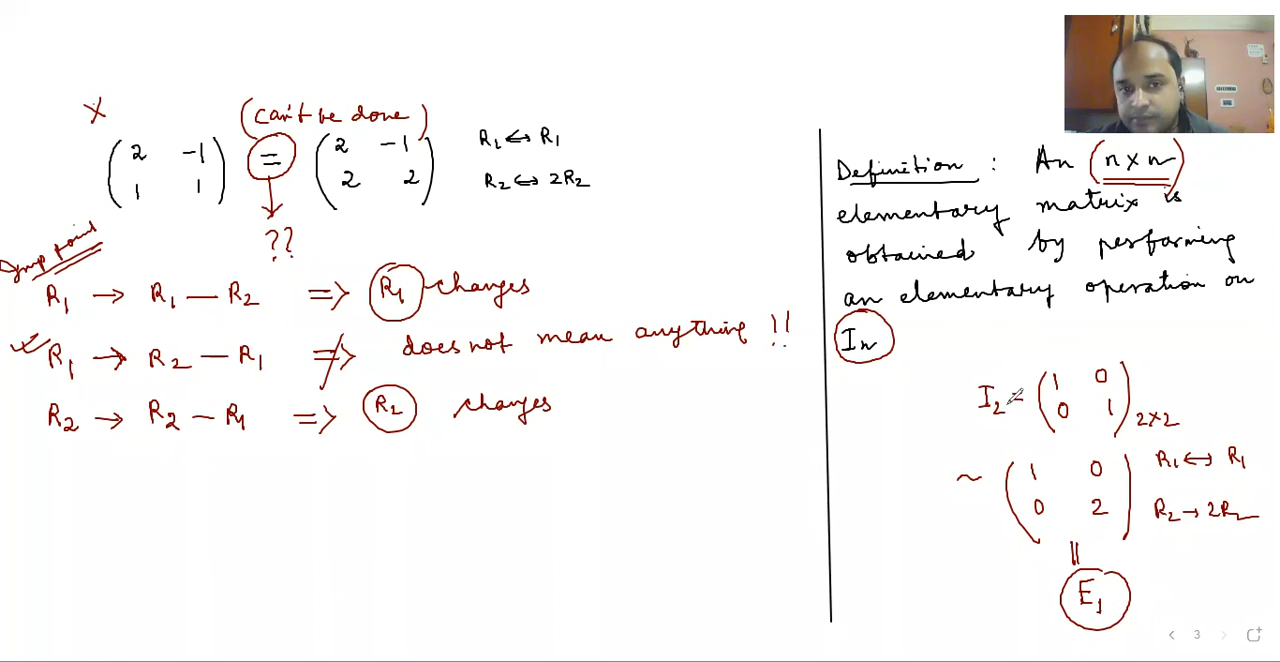 X
(Can't be done)
(2 -1
1 1) = (2 -1
2 2) R1 ↔ R1
R2 ↔ 2R2
??
Imp point
R1 → R1 — R2 => R1 changes
R1 → R2 — R1 ≠> does not mean anything !!
R2 → R2 — R1 => R2 changes
Definition : An (n x n)
elementary matrix is
obtained by performing
an elementary operation on
In
I2 = (1 0
0 1)2x2
~ (1 0
0 2) R1 ↔ R1
R2 → 2R2
||
E1
3